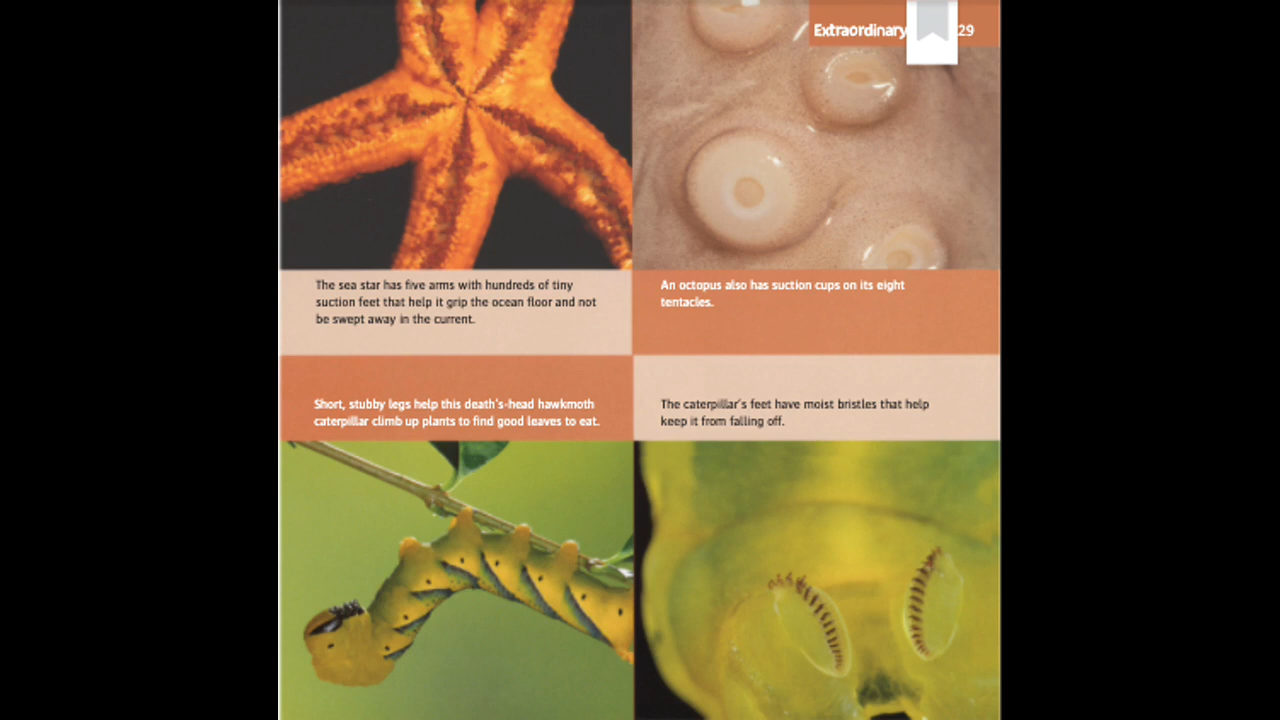 Extraordinary 29
The sea star has five arms with hundreds of tiny
suction feet that help it grip the ocean floor and not
be swept away in the current.
An octopus also has suction cups on its eight
tentacles.
Short, stubby legs help this death's-head hawkmoth
caterpillar climb up plants to find good leaves to eat.
The caterpillar's feet have moist bristles that help
keep it from falling off.